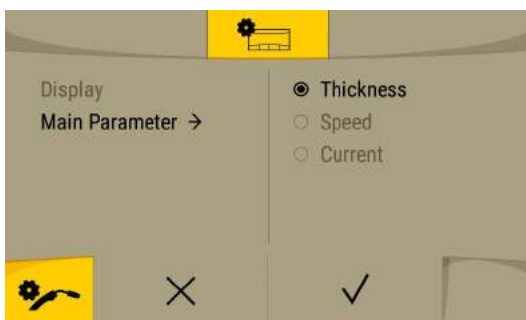 Display
Main Parameter →
Thickness
Speed
Current